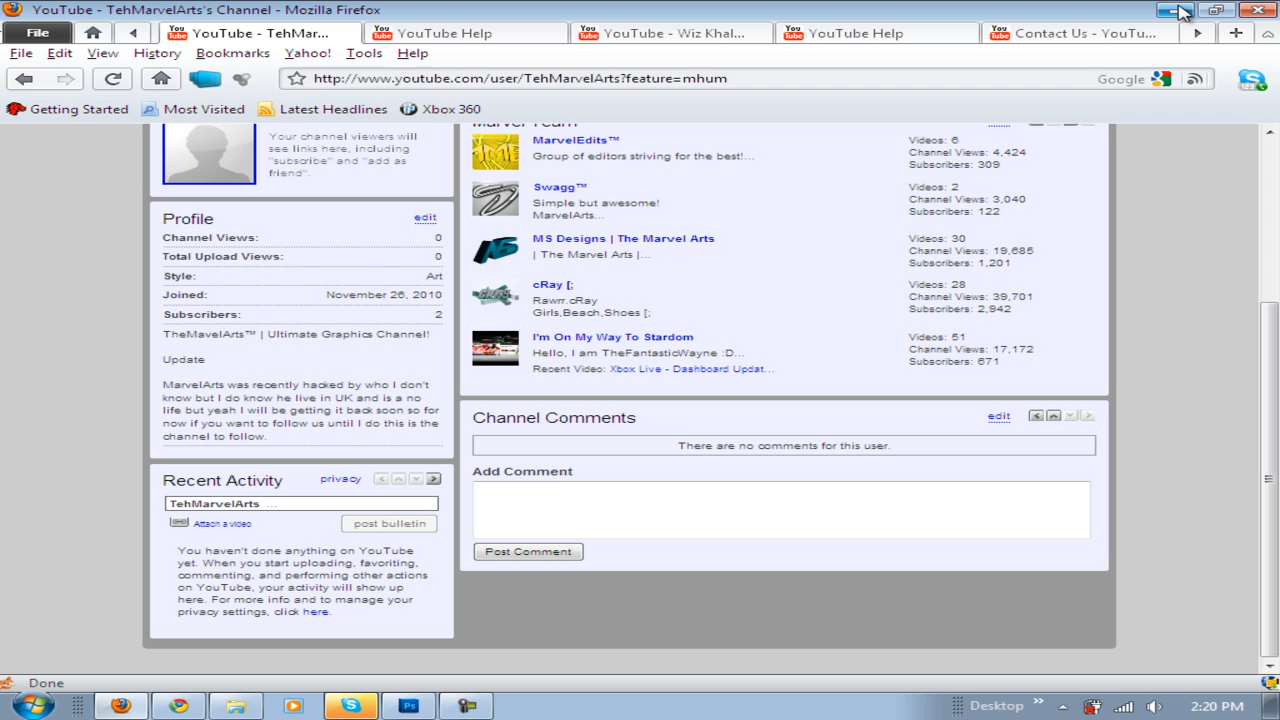 YouTube - TehMarvelArts's Channel - Mozilla Firefox
File
YouTube - TehMar...
YouTube Help
YouTube - Wiz Khal...
YouTube Help
Contact Us - YouTu...
File Edit View History Bookmarks Yahoo! Tools Help
http://www.youtube.com/user/TehMarvelArts?feature=mhum
Google
Getting Started
Most Visited
Latest Headlines
Xbox 360
Your channel viewers will
see links here, including
"subscribe" and "add as
friend".
Profile
edit
Channel Views: 0
Total Upload Views: 0
Style: Art
Joined: November 26, 2010
Subscribers: 2
TheMavelArts™ | Ultimate Graphics Channel!
Update
MarvelArts was recently hacked by who I don't
know but I do know he live in UK and is a no
life but yeah I will be getting it back soon so for
now if you want to follow us until I do this is the
channel to follow.
Recent Activity
privacy
TehMarvelArts ...
Attach a video
post bulletin
You haven't done anything on YouTube
yet. When you start uploading, favoriting,
commenting, and performing other actions
on YouTube, your activity will show up
here. For more info and to manage your
privacy settings, click here.
Marvel Team
MarvelEdits™
Group of editors striving for the best!...
Videos: 6
Channel Views: 4,424
Subscribers: 309
Swagg™
Simple but awesome!
MarvelArts...
Videos: 2
Channel Views: 3,040
Subscribers: 122
MS Designs | The Marvel Arts
| The Marvel Arts |...
Videos: 30
Channel Views: 19,685
Subscribers: 1,201
cRay [;
Rawrr.cRay
Girls,Beach,Shoes [;
Videos: 28
Channel Views: 39,701
Subscribers: 2,942
I'm On My Way To Stardom
Hello, I am TheFantasticWayne :D...
Recent Video: Xbox Live - Dashboard Updat...
Videos: 51
Channel Views: 17,172
Subscribers: 671
Channel Comments
edit
There are no comments for this user.
Add Comment
Post Comment
Done
Desktop
2:20 PM